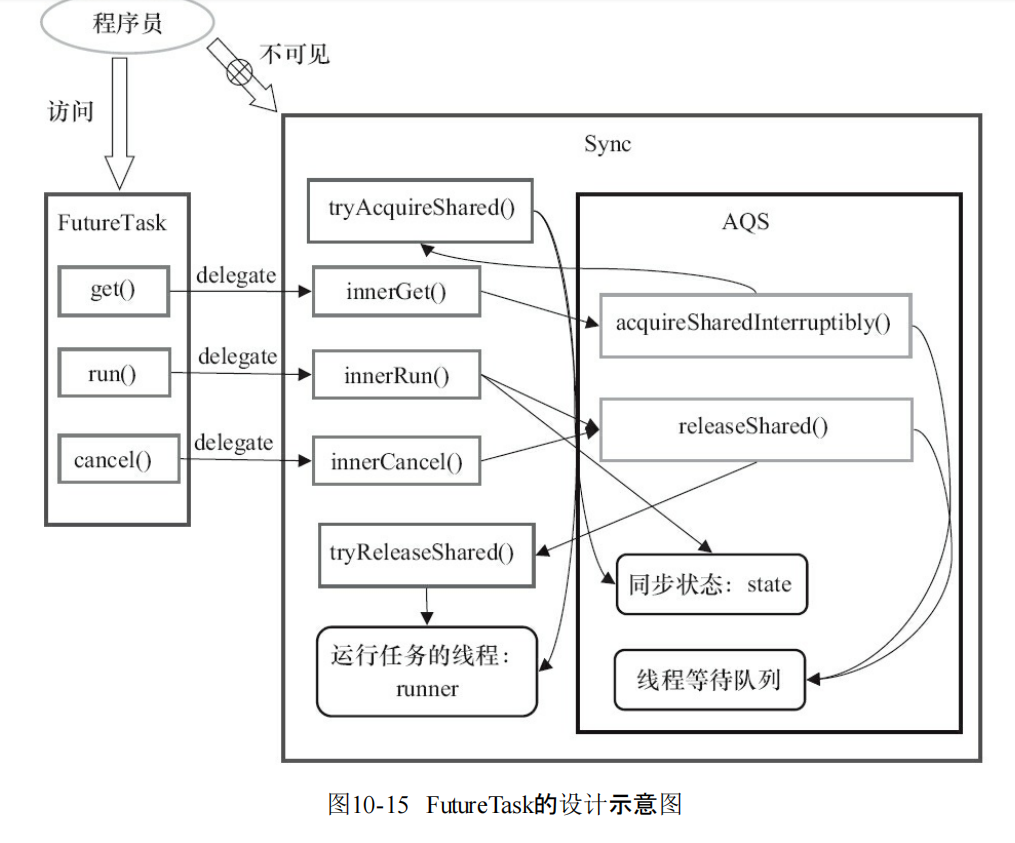 程序员
不可见
访问
Sync
tryAcquireShared()
AQS
FutureTask
get()
delegate
innerGet()
acquireSharedInterruptibly()
run()
delegate
innerRun()
releaseShared()
cancel()
delegate
innerCancel()
tryReleaseShared()
同步状态：state
运行任务的线程：
runner
线程等待队列
图10-15 FutureTask的设计示意图